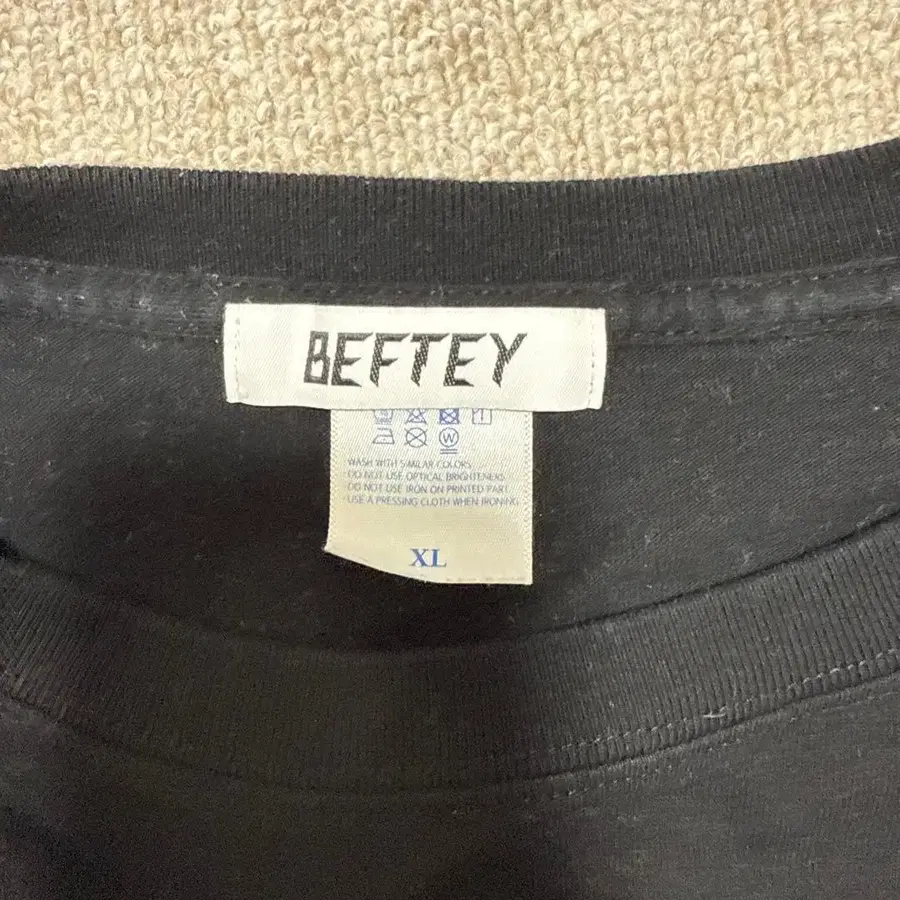 BEFTEY
WASH WITH SIMILAR COLORS
DO NOT USE OPTICAL BRIGHTENERS
DO NOT USE IRON ON PRINTED PART
USE A PRESSING CLOTH WHEN IRONING
XL